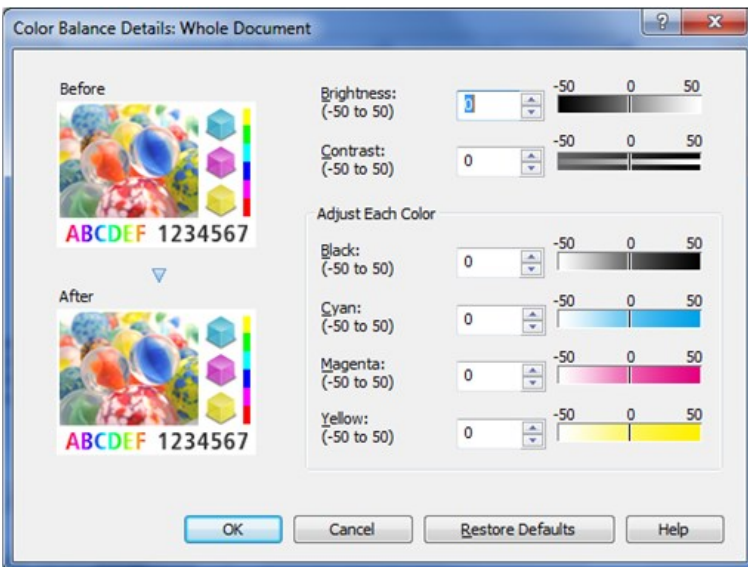 Color Balance Details: Whole Document
?
Before
ABCDEF 1234567
After
ABCDEF 1234567
Brightness:
(-50 to 50)
0
-50 0 50
Contrast:
(-50 to 50)
0
-50 0 50
Adjust Each Color
Black:
(-50 to 50)
0
-50 0 50
Cyan:
(-50 to 50)
0
-50 0 50
Magenta:
(-50 to 50)
0
-50 0 50
Yellow:
(-50 to 50)
0
-50 0 50
OK Cancel Restore Defaults Help